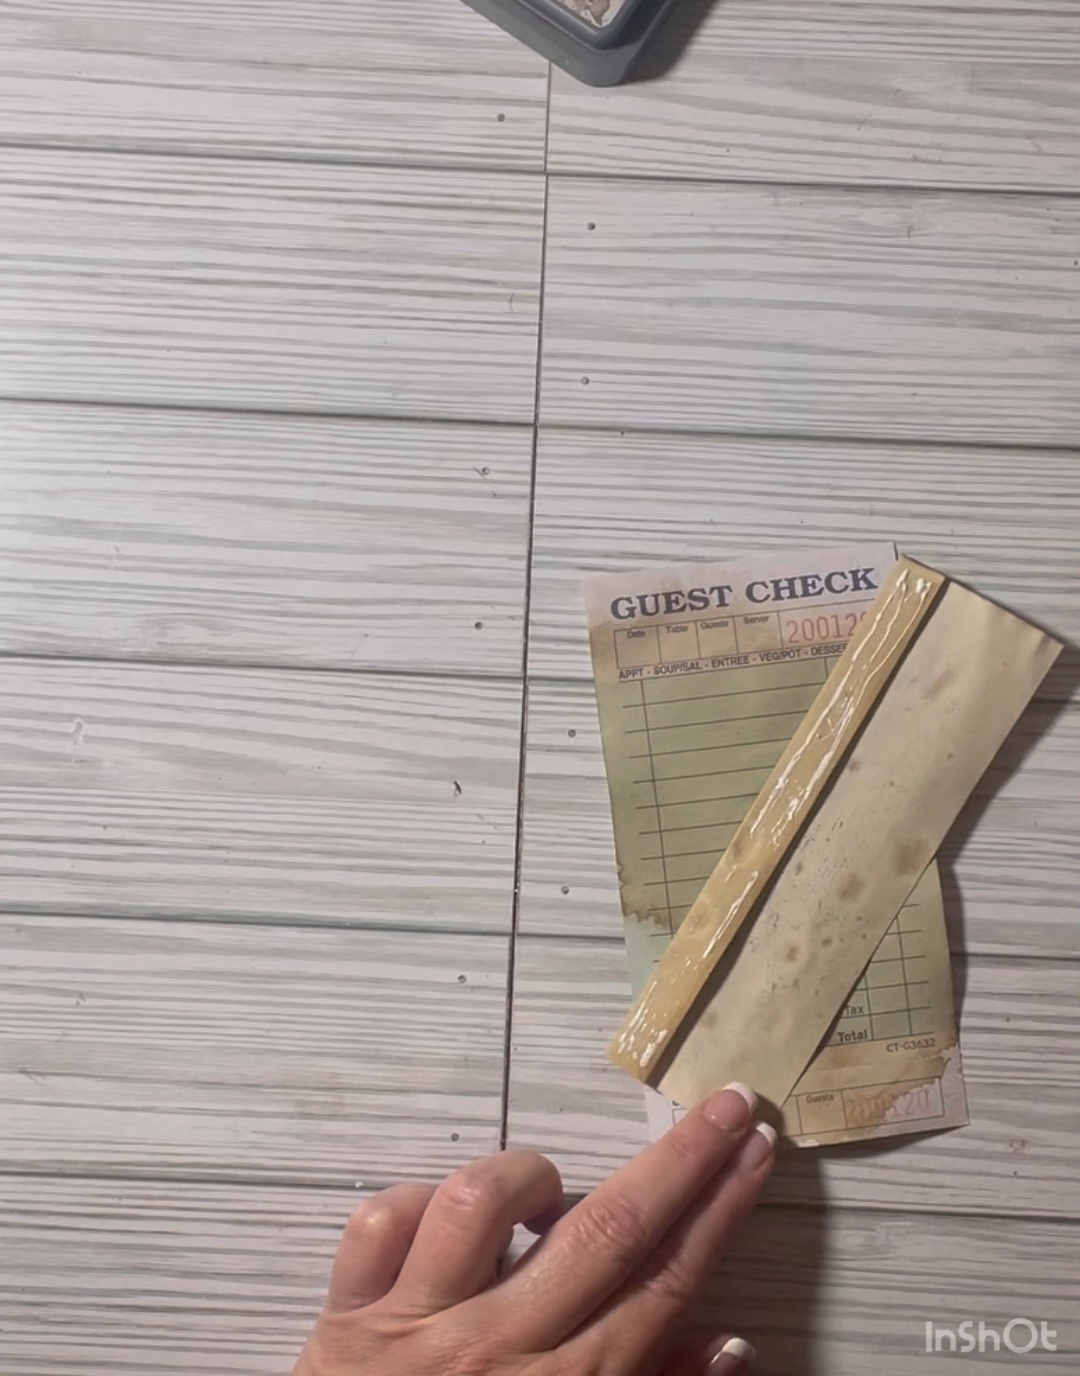 GUEST CHECK
Date Table Guests Server
APPT - SOUP/SAL - ENTREE - VEG/POT - DESSE
Tax
Total
CT-G3632
Guests
InShOt